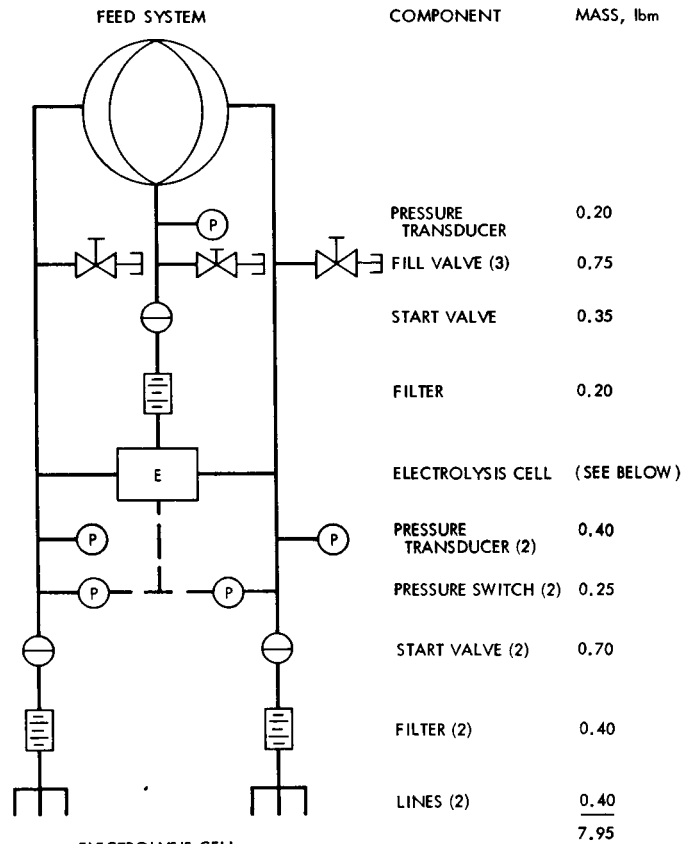 FEED SYSTEM COMPONENT MASS, lbm
P PRESSURE TRANSDUCER 0.20
FILL VALVE (3) 0.75
START VALVE 0.35
FILTER 0.20
E ELECTROLYSIS CELL (SEE BELOW)
P P PRESSURE TRANSDUCER (2) 0.40
P P PRESSURE SWITCH (2) 0.25
START VALVE (2) 0.70
FILTER (2) 0.40
LINES (2) 0.40
7.95
ELECTROLYSIS CELL